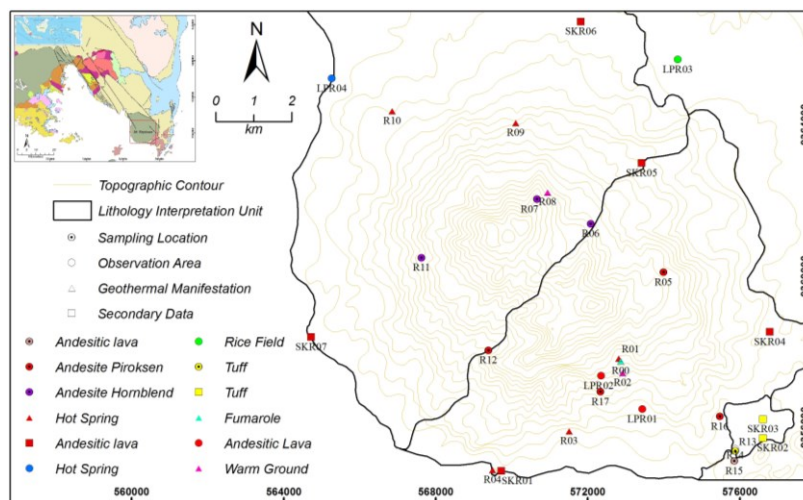 SKR06
LPR03
N
LPR04
0 1 2
km
R10
R09
SKR05
R08
R07
R06
R11
R05
Topographic Contour
Lithology Interpretation Unit
Sampling Location
Observation Area
Geothermal Manifestation
Secondary Data
Andesitic lava
Rice Field
Andesite Piroksen
Tuff
Andesite Hornblend
Tuff
Hot Spring
Fumarole
Andesitic lava
Andesitic Lava
Hot Spring
Warm Ground
SKR07
SKR04
R12
R01
R00
R02
LPR02
R17
LPR01
R16
R03
SKR03
R13
SKR02
R14
R15
R04
SKR01
560000 564000 568000 572000 576000